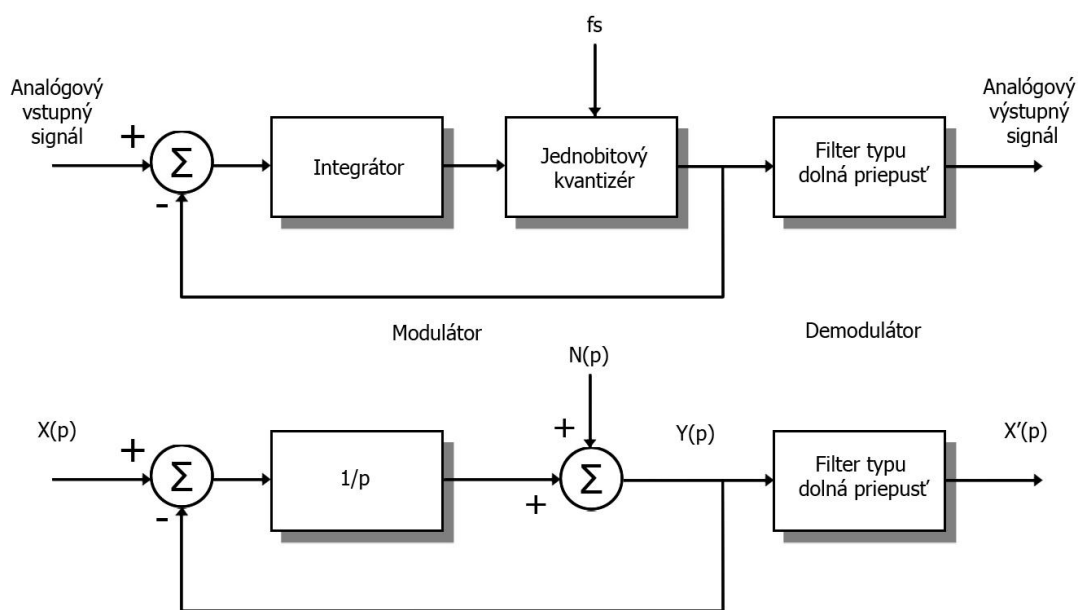 fs
Analógový
vstupný
signál
+
Σ
-
Integrátor
Jednobitový
kvantizér
Filter typu
dolná priepusť
Analógový
výstupný
signál
Modulátor
Demodulátor
N(p)
X(p)
+
Σ
-
1/p
+
+
Σ
Y(p)
Filter typu
dolná priepusť
X'(p)